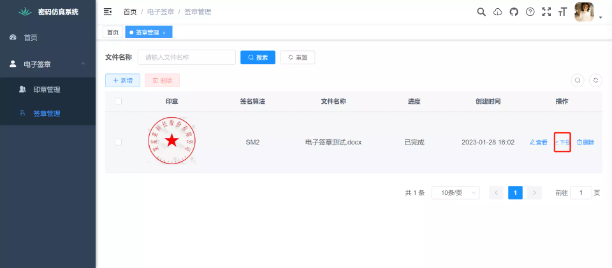 密码仿真系统
首页 / 电子签章 / 签章管理
首页
电子签章
印章管理
签章管理
首页
签章管理 ×
文件名称 请输入文件名称 搜索 重置
+ 新增 删除
印章 签名算法 文件名称 进度 创建时间 操作
SM2 电子签章测试.docx 已完成 2023-01-28 16:02 查看 下载 删除
共 1 条 10条/页 1 前往 1 页